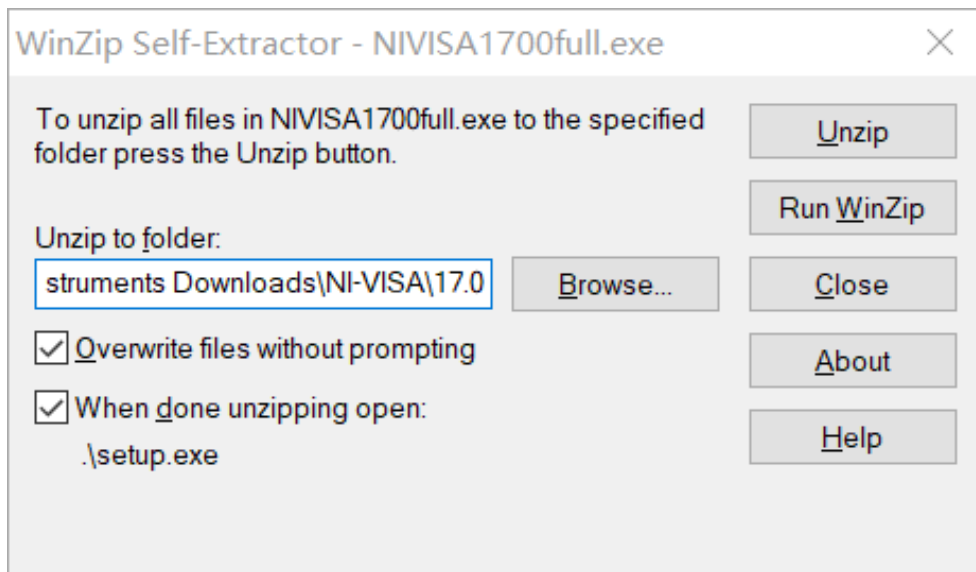 WinZip Self-Extractor - NIVISA1700full.exe
To unzip all files in NIVISA1700full.exe to the specified
folder press the Unzip button.
Unzip to folder:
struments Downloads\NI-VISA\17.0
Browse...
Overwrite files without prompting
When done unzipping open:
.\setup.exe
Unzip
Run WinZip
Close
About
Help